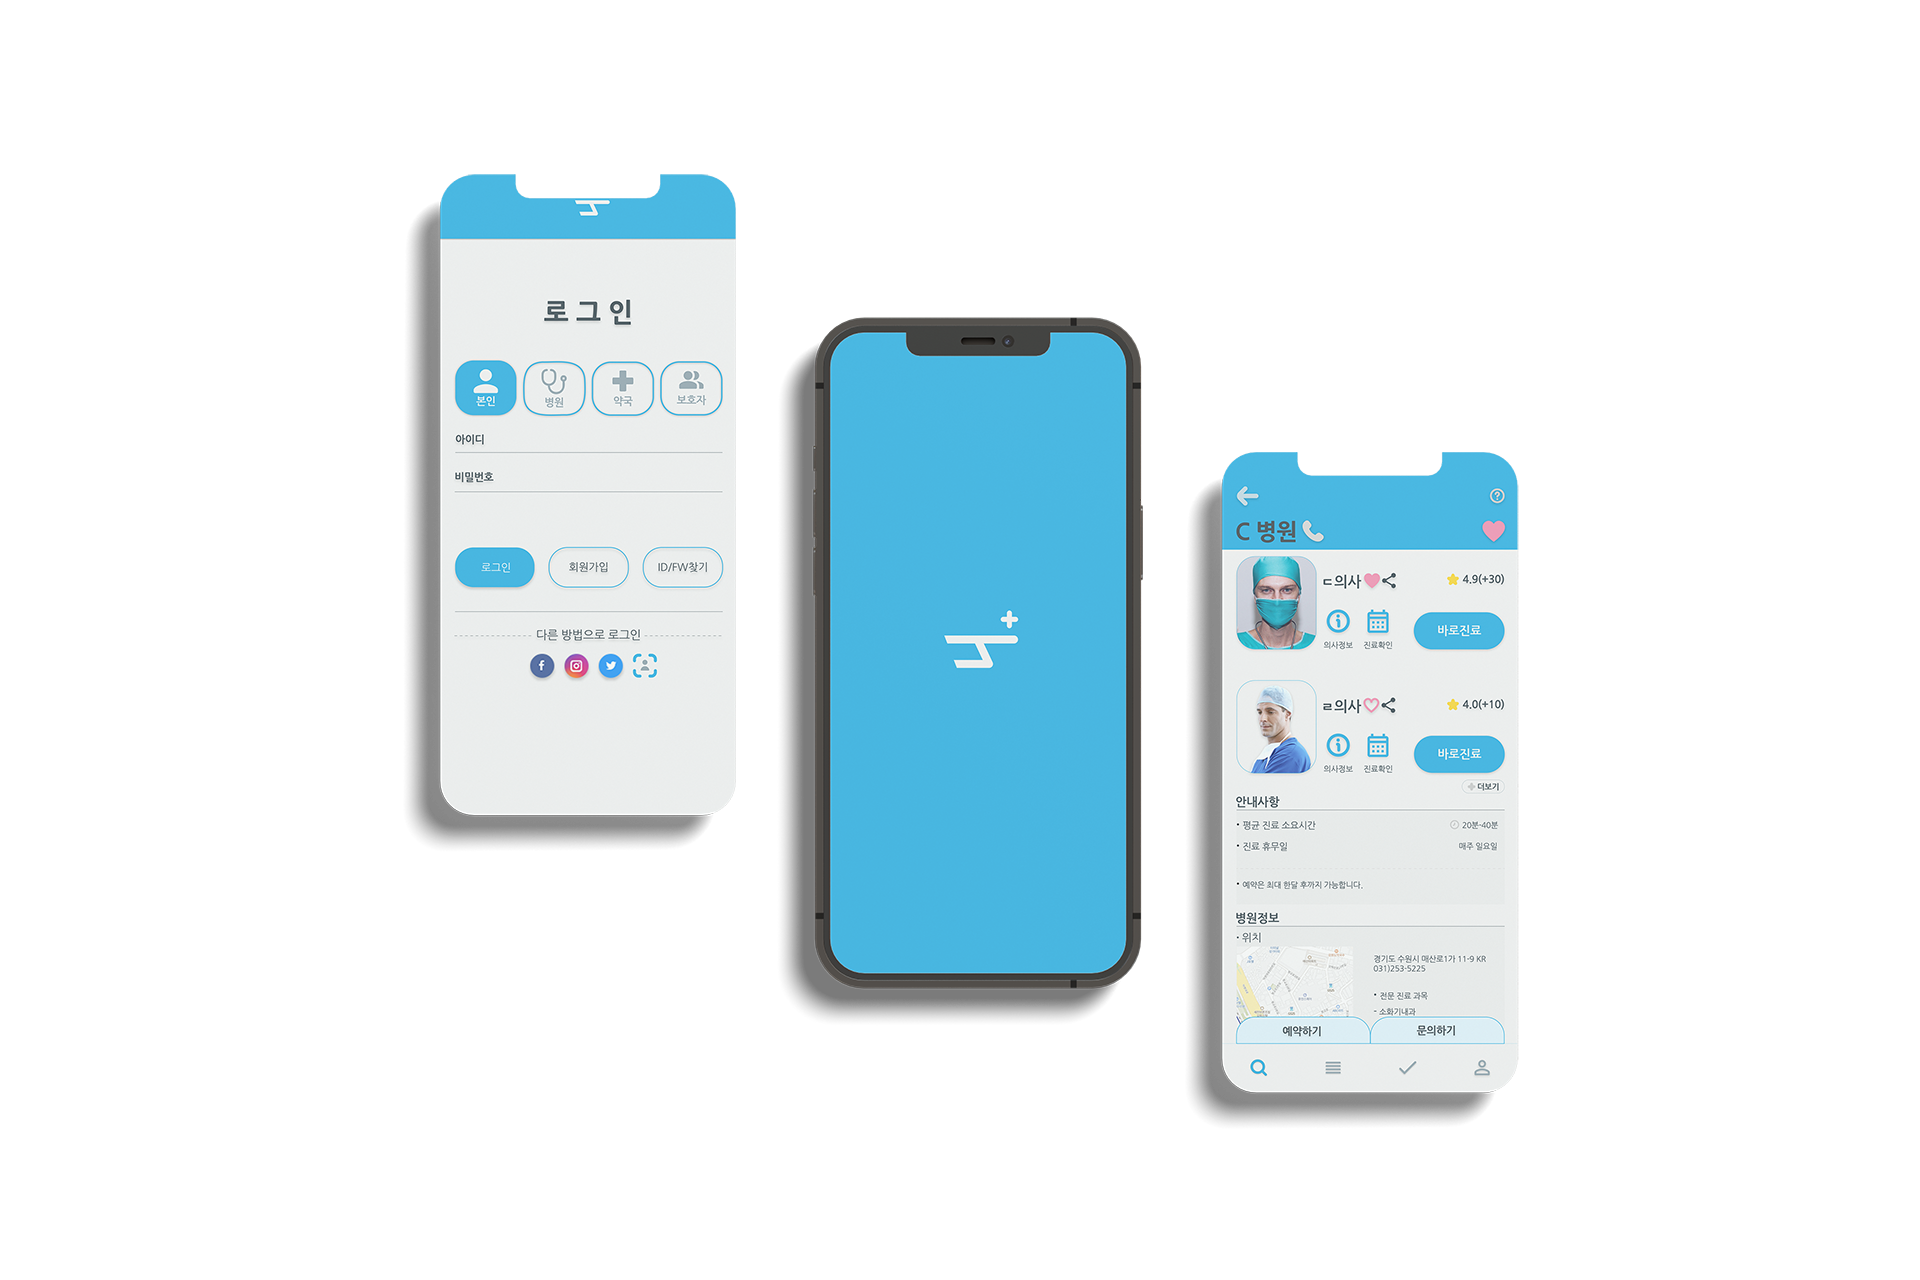 로그인
본인 병원 약국 보호자
아이디
비밀번호
로그인 회원가입 ID/FW찾기
다른 방법으로 로그인
C 병원
ㄷ의사 4.9(+30)
의사정보 진료확인 바로진료
ㄹ의사 4.0(+10)
의사정보 진료확인 바로진료
더보기
안내사항
• 평균 진료 소요시간 20분-40분
• 진료 휴무일 매주 일요일
• 예약은 최대 한달 후까지 가능합니다.
병원정보
• 위치
경기도 수원시 매산로1가 11-9 KR
031)253-5225
• 전문 진료 과목
- 소화기내과
예약하기 문의하기